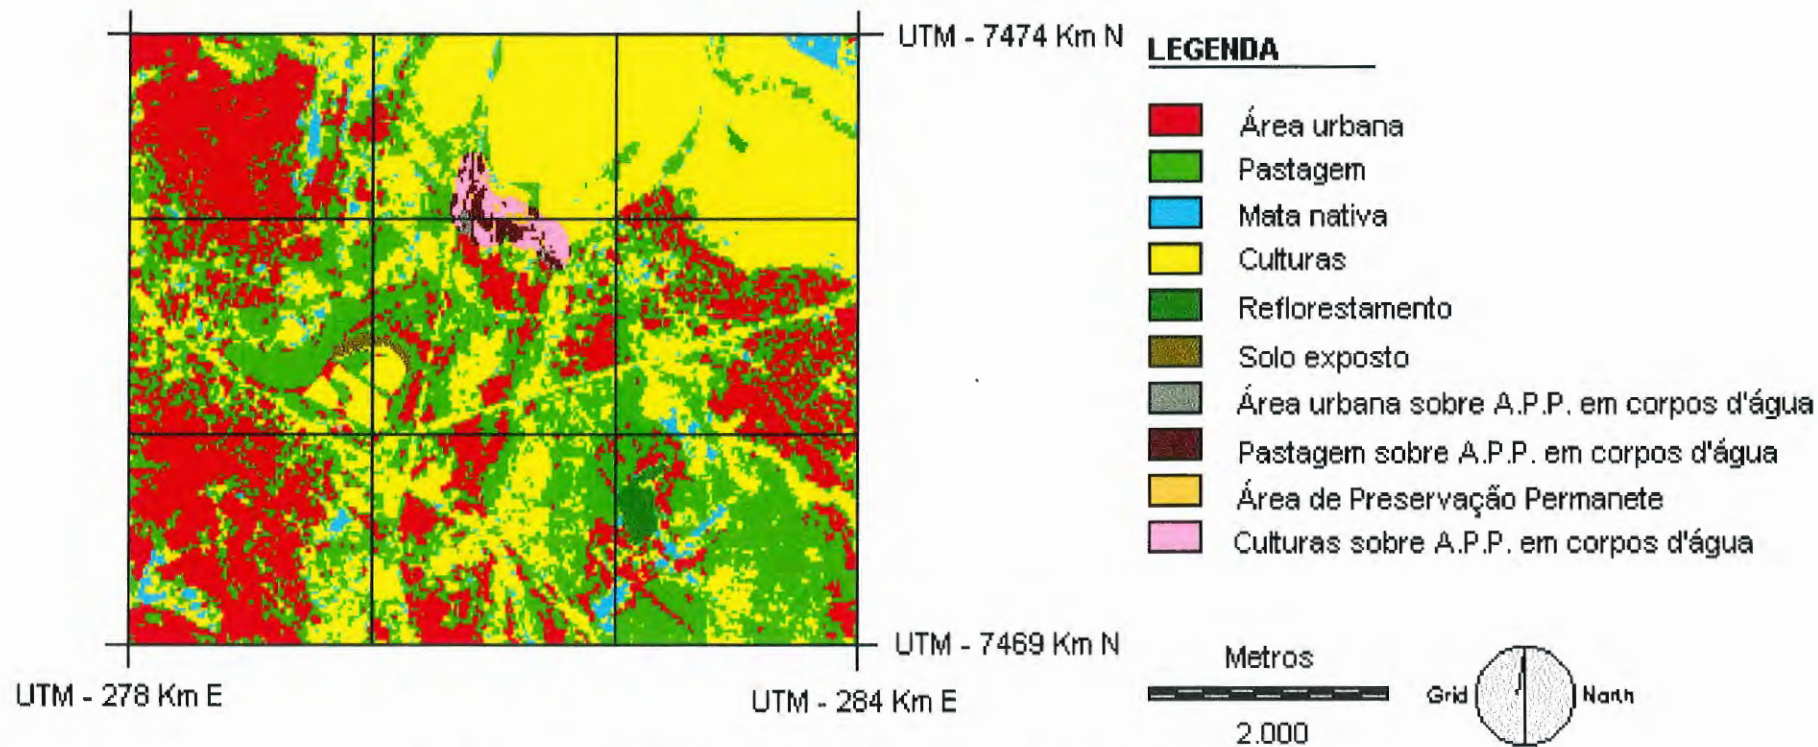 UTM - 7474 Km N
LEGENDA
Área urbana
Pastagem
Mata nativa
Culturas
Reflorestamento
Solo exposto
Área urbana sobre A.P.P. em corpos d'água
Pastagem sobre A.P.P. em corpos d'água
Área de Preservação Permanete
Culturas sobre A.P.P. em corpos d'água
UTM - 7469 Km N
UTM - 278 Km E
UTM - 284 Km E
Metros
2.000
Grid North